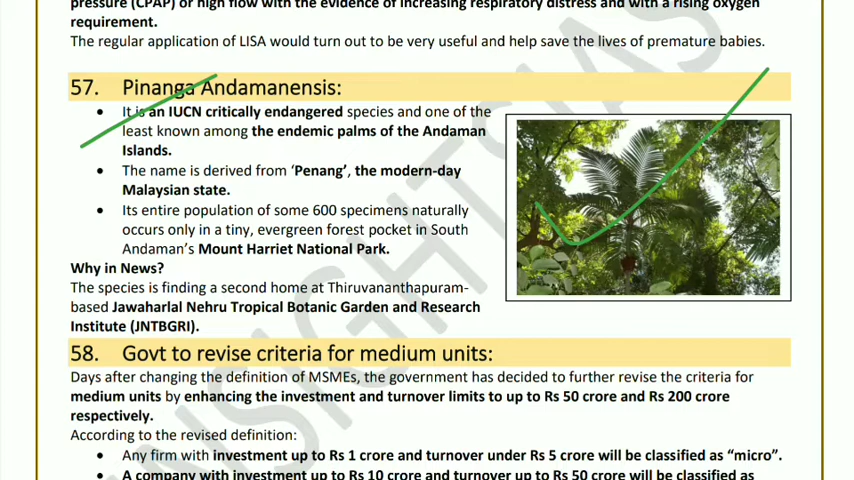 pressure (CPAP) or high flow with the evidence of increasing respiratory distress and with a rising oxygen
requirement.
The regular application of LISA would turn out to be very useful and help save the lives of premature babies.
57. Pinanga Andamanensis:
• It is an IUCN critically endangered species and one of the
least known among the endemic palms of the Andaman
Islands.
• The name is derived from ‘Penang’, the modern-day
Malaysian state.
• Its entire population of some 600 specimens naturally
occurs only in a tiny, evergreen forest pocket in South
Andaman’s Mount Harriet National Park.
Why in News?
The species is finding a second home at Thiruvananthapuram-
based Jawaharlal Nehru Tropical Botanic Garden and Research
Institute (JNTBGRI).
58. Govt to revise criteria for medium units:
Days after changing the definition of MSMEs, the government has decided to further revise the criteria for
medium units by enhancing the investment and turnover limits to up to Rs 50 crore and Rs 200 crore
respectively.
According to the revised definition:
• Any firm with investment up to Rs 1 crore and turnover under Rs 5 crore will be classified as “micro”.
• A company with investment up to Rs 10 crore and turnover up to Rs 50 crore will be classified as
INSIGHTSIAS